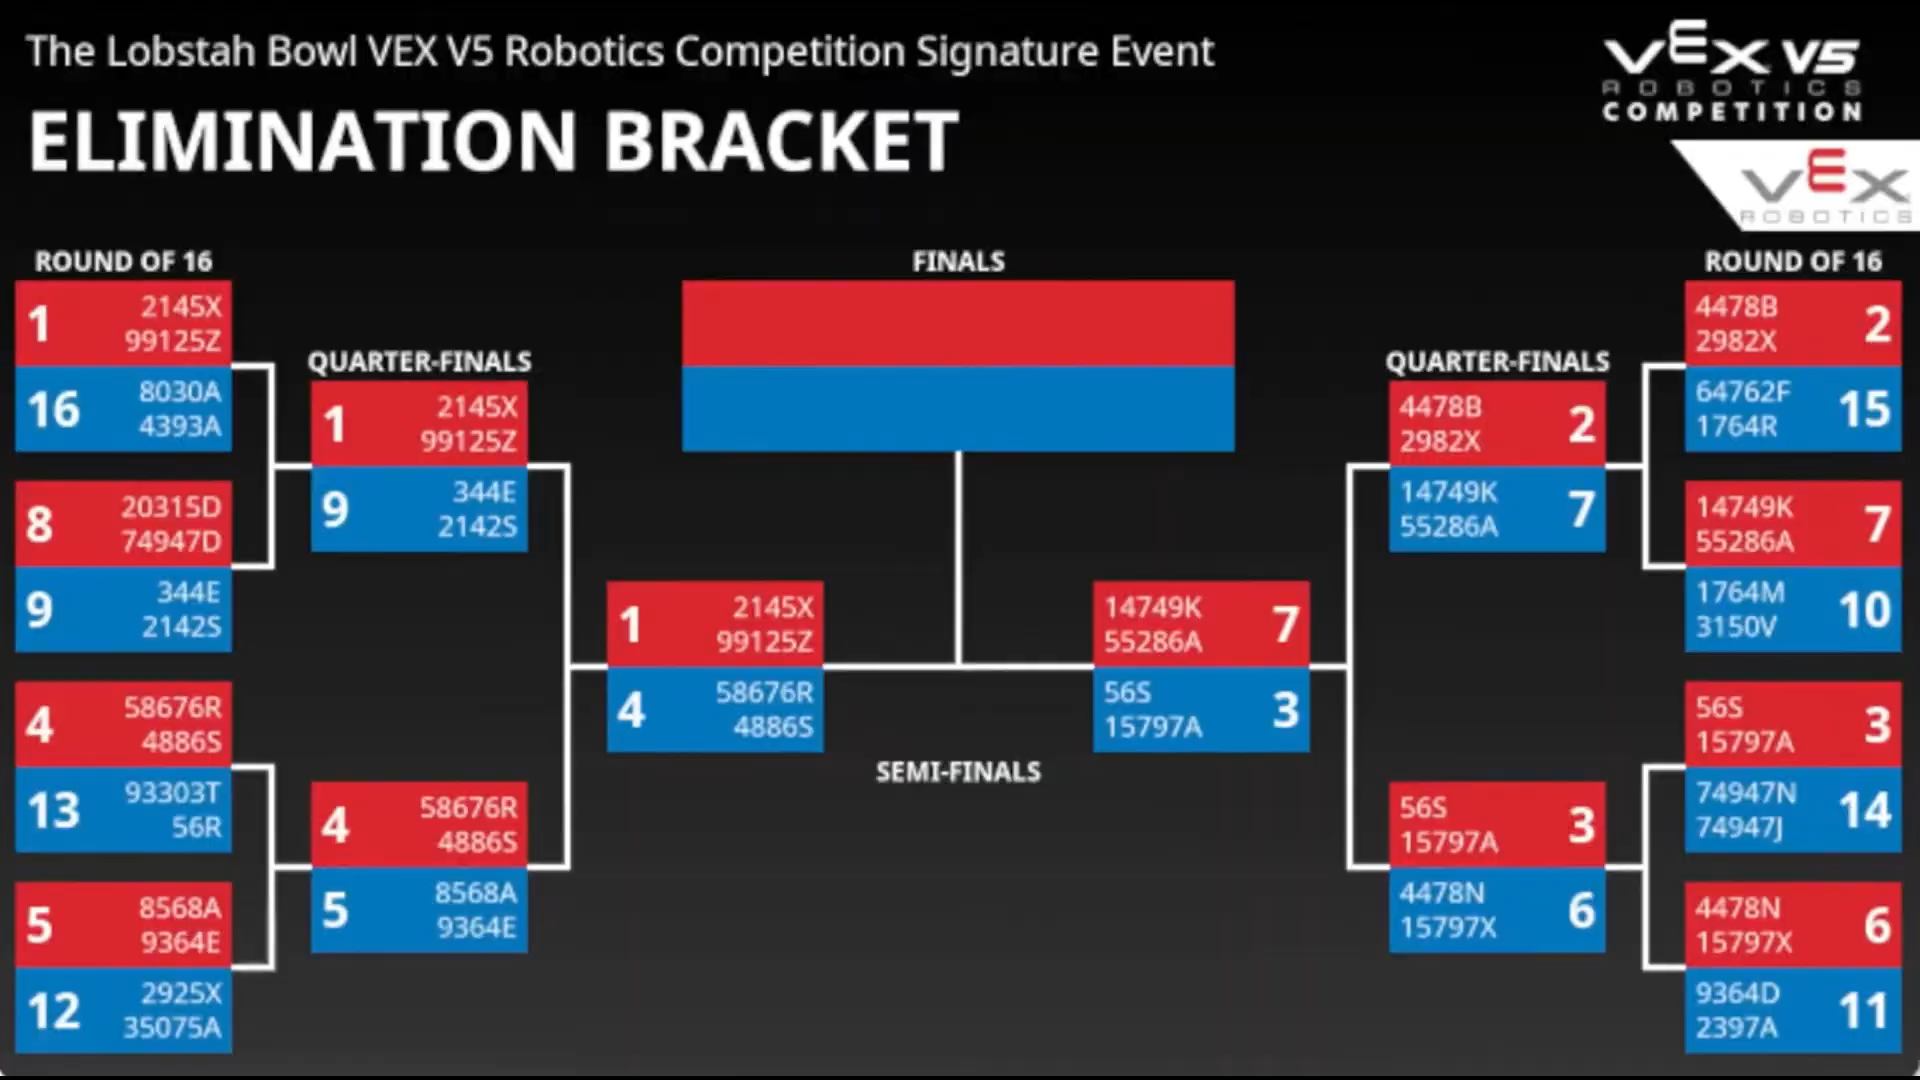 The Lobstah Bowl VEX V5 Robotics Competition Signature Event
ELIMINATION BRACKET
VEX V5
ROBOTICS
COMPETITION
VEX
ROBOTICS
ROUND OF 16
1
2145X
99125Z
16
8030A
4393A
8
20315D
74947D
9
344E
2142S
4
58676R
4886S
13
93303T
56R
5
8568A
9364E
12
2925X
35075A
QUARTER-FINALS
1
2145X
99125Z
9
344E
2142S
4
58676R
4886S
5
8568A
9364E
FINALS
1
2145X
99125Z
4
58676R
4886S
14749K
55286A
7
56S
15797A
3
SEMI-FINALS
QUARTER-FINALS
4478B
2982X
2
14749K
55286A
7
56S
15797A
3
4478N
15797X
6
ROUND OF 16
4478B
2982X
2
64762F
1764R
15
14749K
55286A
7
1764M
3150V
10
56S
15797A
3
74947N
74947J
14
4478N
15797X
6
9364D
2397A
11